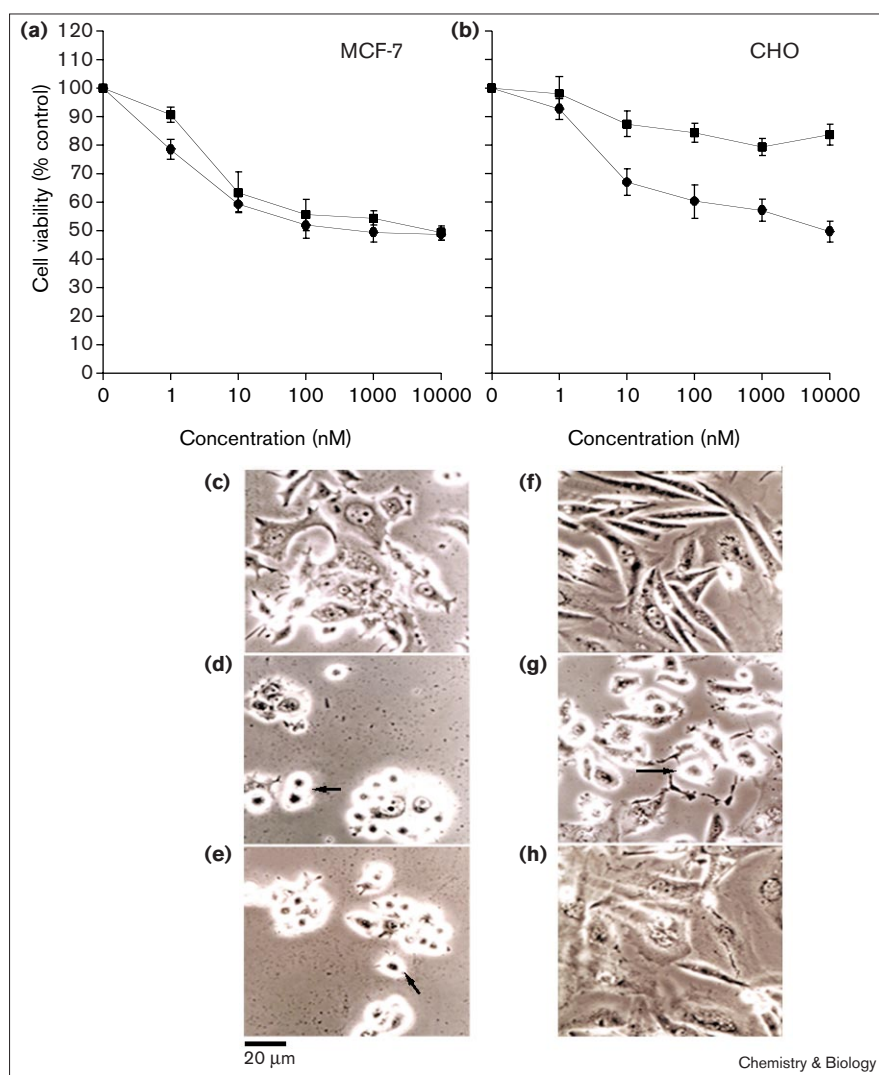 (a)
MCF-7
120
110
100
90
80
70
60
50
40
30
20
10
0
Cell viability (% control)
0 1 10 100 1000 10000
Concentration (nM)
(b)
CHO
0 1 10 100 1000 10000
Concentration (nM)
(c)
(d)
(e)
20 µm
(f)
(g)
(h)
Chemistry & Biology